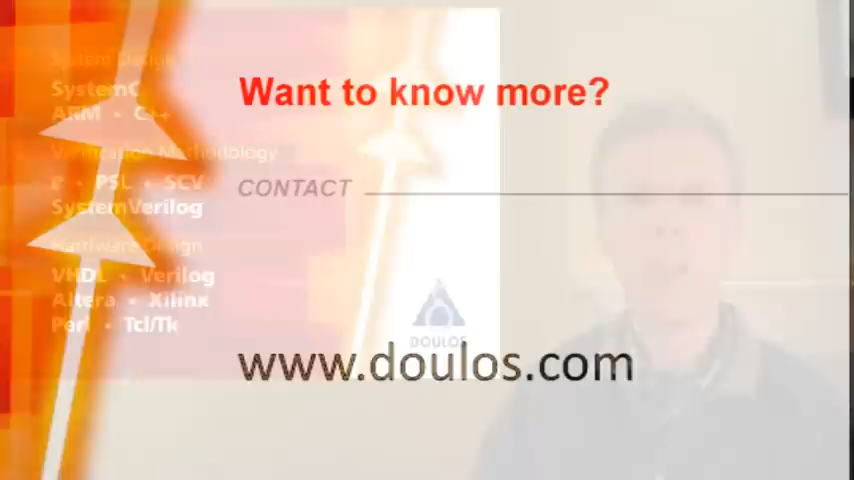 Want to know more?
System Design
SystemC
ARM • C++
Verification Methodology
e • PSL • SCV
SystemVerilog
CONTACT
Hardware Design
VHDL • Verilog
Altera • Xilinx
Perl • Tcl/Tk
DOULOS
www.doulos.com